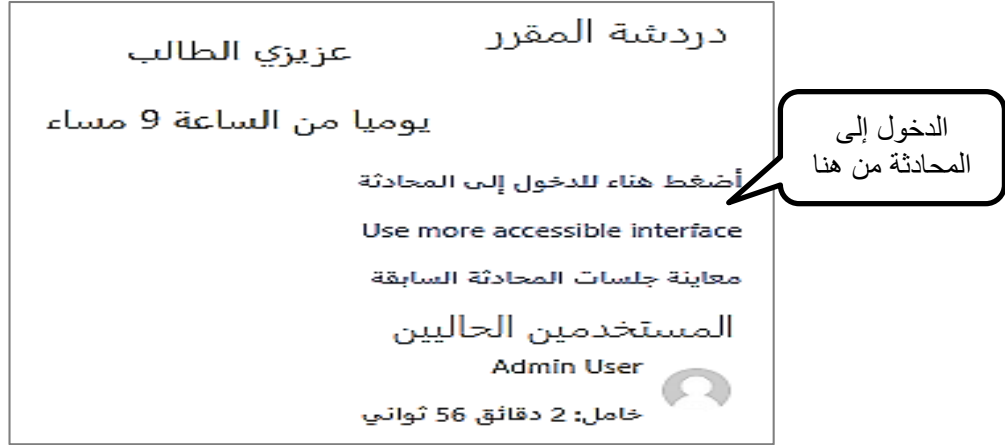 دردشة المقرر
عزيزي الطالب
يوميا من الساعة 9 مساء
أضغط هناء للدخول إلى المحادثة
Use more accessible interface
معاينة جلسات المحادثة السابقة
المستخدمين الحاليين
Admin User
خامل: 2 دقائق 56 ثواني
الدخول إلى
المحادثة من هنا